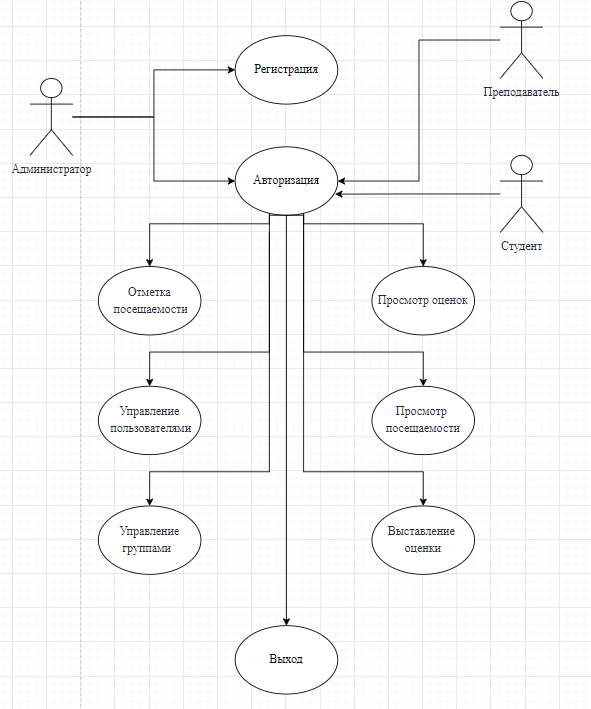 Преподаватель
Регистрация
Администратор
Авторизация
Студент
Отметка
посещаемости
Просмотр оценок
Управление
пользователями
Просмотр
посещаемости
Управление
группами
Выставление
оценки
Выход